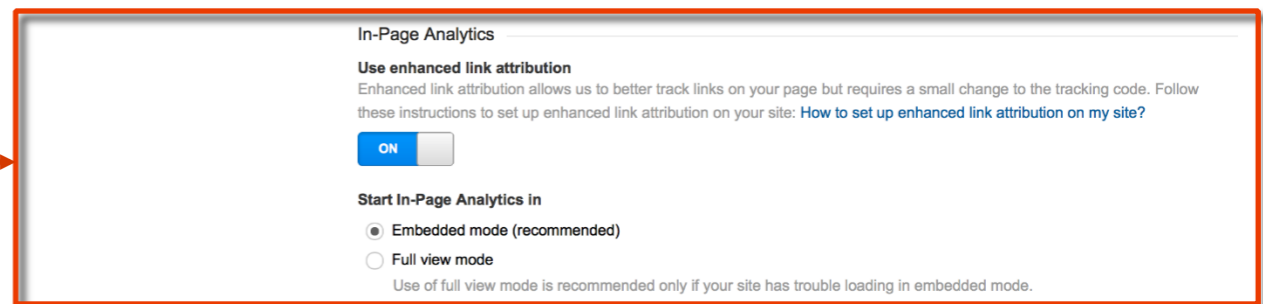 In-Page Analytics
Use enhanced link attribution
Enhanced link attribution allows us to better track links on your page but requires a small change to the tracking code. Follow
these instructions to set up enhanced link attribution on your site: How to set up enhanced link attribution on my site?
ON
Start In-Page Analytics in
Embedded mode (recommended)
Full view mode
Use of full view mode is recommended only if your site has trouble loading in embedded mode.